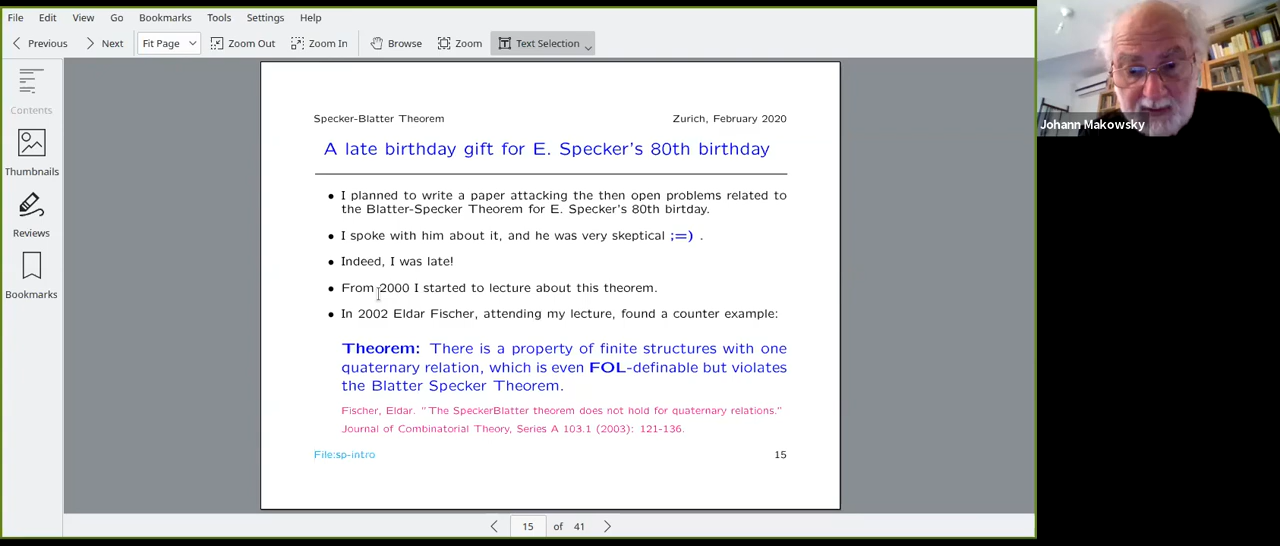 File Edit View Go Bookmarks Tools Settings Help
Previous Next Fit Page Zoom Out Zoom In Browse Zoom Text Selection
Contents
Thumbnails
Reviews
Bookmarks
Specker-Blatter Theorem Zurich, February 2020
A late birthday gift for E. Specker's 80th birthday
• I planned to write a paper attacking the then open problems related to
the Blatter-Specker Theorem for E. Specker's 80th birtday.
• I spoke with him about it, and he was very skeptical ;=) .
• Indeed, I was late!
• From 2000 I started to lecture about this theorem.
• In 2002 Eldar Fischer, attending my lecture, found a counter example:
Theorem: There is a property of finite structures with one
quaternary relation, which is even FOL-definable but violates
the Blatter Specker Theorem.
Fischer, Eldar. "The SpeckerBlatter theorem does not hold for quaternary relations."
Journal of Combinatorial Theory, Series A 103.1 (2003): 121-136.
File:sp-intro 15
15 of 41
Johann Makowsky